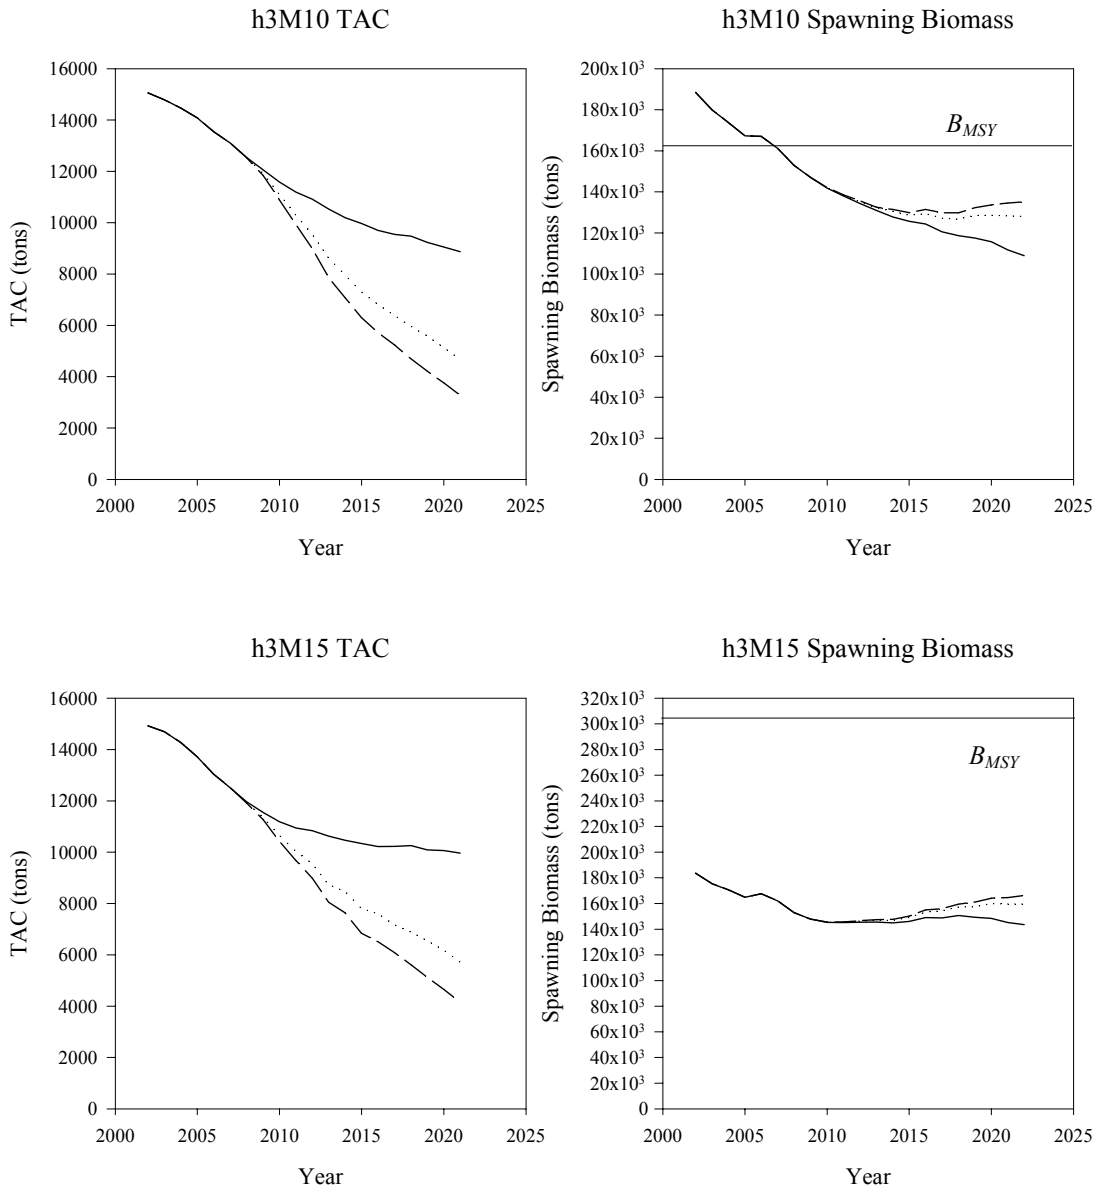 h3M10 TAC
16000
14000
12000
10000
8000
6000
4000
2000
0
TAC (tons)
2000 2005 2010 2015 2020 2025
Year
h3M10 Spawning Biomass
200x10³
180x10³
160x10³
140x10³
120x10³
100x10³
80x10³
60x10³
40x10³
20x10³
0
Spawning Biomass (tons)
B_MSY
2000 2005 2010 2015 2020 2025
Year
h3M15 TAC
16000
14000
12000
10000
8000
6000
4000
2000
0
TAC (tons)
2000 2005 2010 2015 2020 2025
Year
h3M15 Spawning Biomass
320x10³
300x10³
280x10³
260x10³
240x10³
220x10³
200x10³
180x10³
160x10³
140x10³
120x10³
100x10³
80x10³
60x10³
40x10³
20x10³
0
Spawning Biomass (tons)
B_MSY
2000 2005 2010 2015 2020 2025
Year